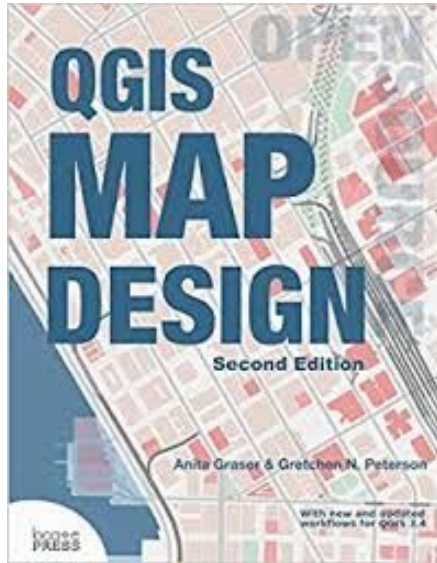 OPEN
QGIS
MAP
DESIGN
Second Edition
Anita Graser & Gretchen N. Peterson
With new and updated
workflows for QGIS 3.4
PRESS